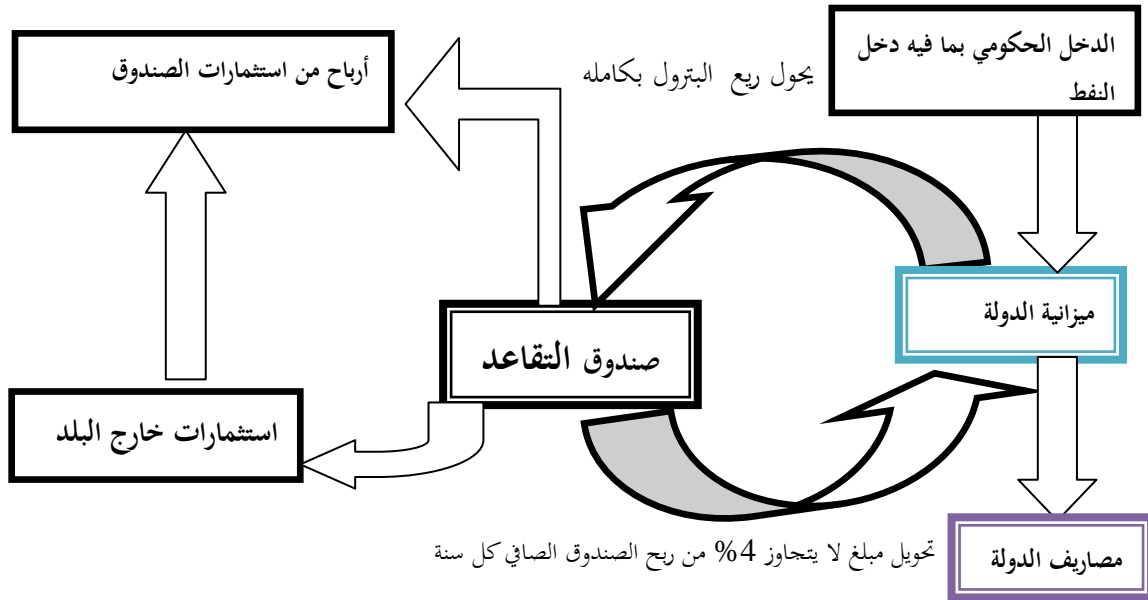 الدخل الحكومي بما فيه دخل
النفط
يحول ريع البترول بكامله
أرباح من استثمارات الصندوق
ميزانية الدولة
صندوق التقاعد
استثمارات خارج البلد
تحويل مبلغ لا يتجاوز 4% من ربح الصندوق الصافي كل سنة
مصاريف الدولة